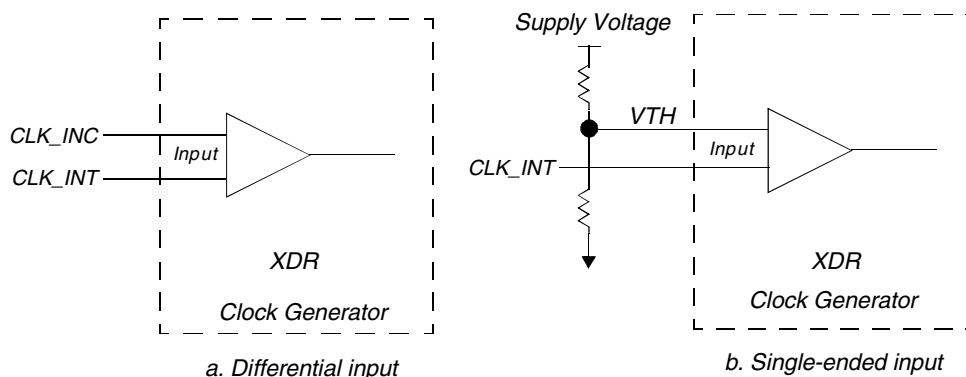 CLK_INC
CLK_INT
Input
XDR
Clock Generator
a. Differential input
Supply Voltage
VTH
CLK_INT
Input
XDR
Clock Generator
b. Single-ended input